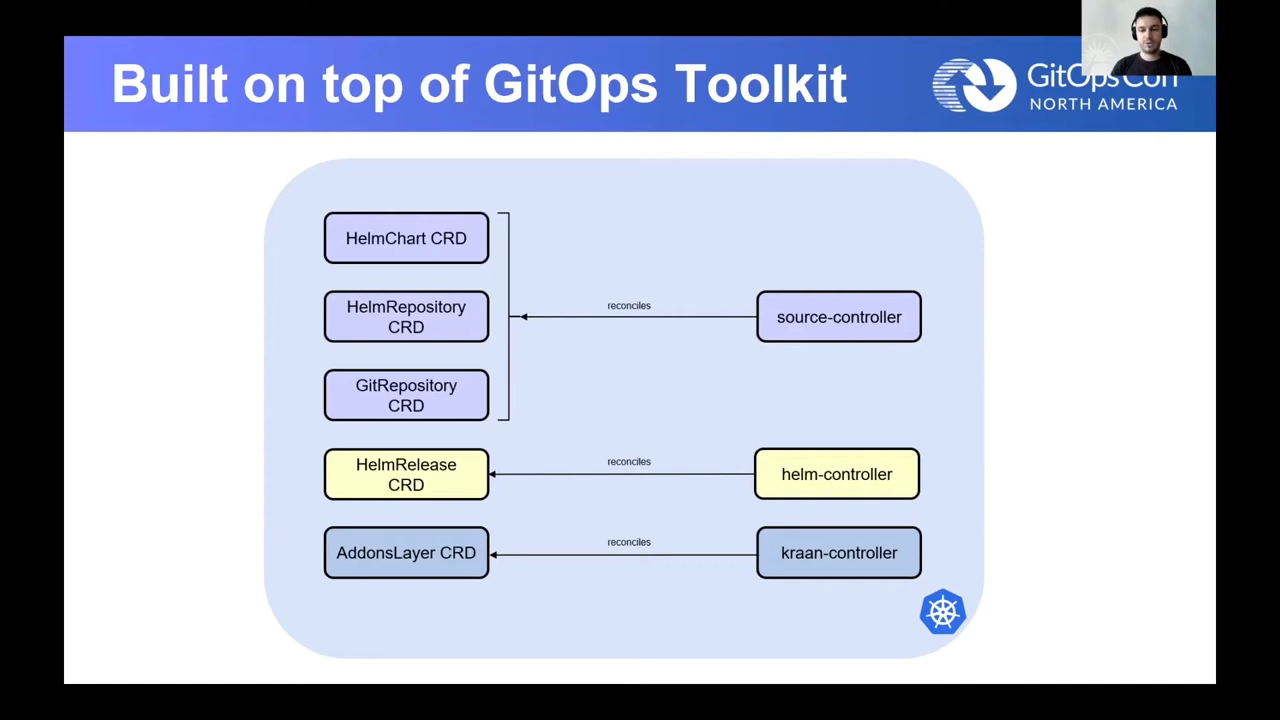 Built on top of GitOps Toolkit
GitOps Con
NORTH AMERICA
HelmChart CRD
HelmRepository
CRD
reconciles
source-controller
GitRepository
CRD
HelmRelease
CRD
reconciles
helm-controller
AddonsLayer CRD
reconciles
kraan-controller